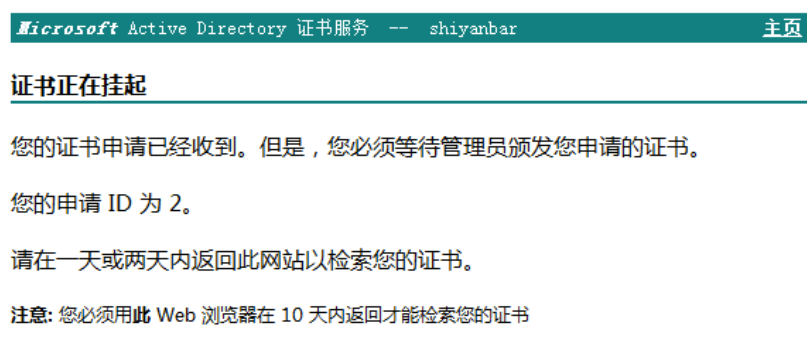 Microsoft Active Directory 证书服务 -- shiyanbar 主页
证书正在挂起
您的证书申请已经收到。但是，您必须等待管理员颁发您申请的证书。
您的申请 ID 为 2。
请在一天或两天内返回此网站以检索您的证书。
注意: 您必须用此 Web 浏览器在 10 天内返回才能检索您的证书